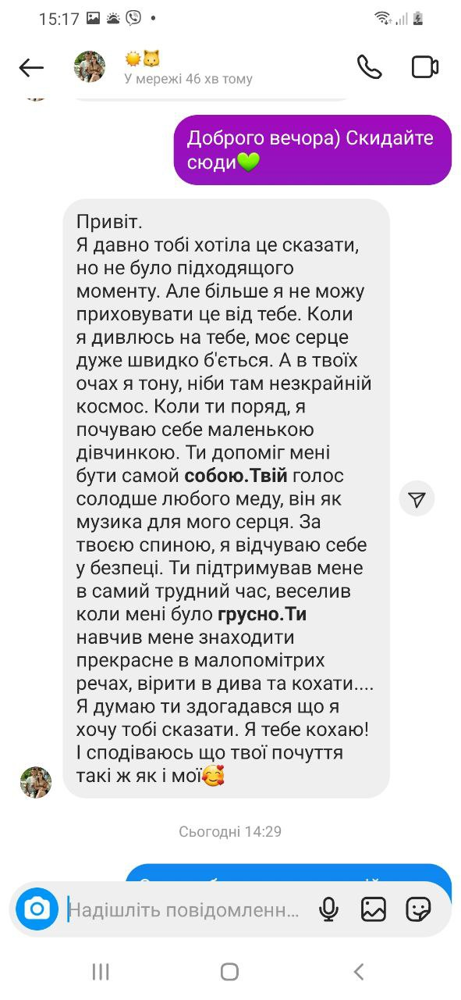 15:17
У мережі 46 хв тому
Доброго вечора) Скидайте
сюди💚
Привіт.
Я давно тобі хотіла це сказати,
но не було підходящого
моменту. Але більше я не можу
приховувати це від тебе. Коли
я дивлюсь на тебе, моє серце
дуже швидко б'ється. А в твоїх
очах я тону, ніби там незкрайній
космос. Коли ти поряд, я
почуваю себе маленькою
дівчинкою. Ти допоміг мені
бути самой собою.Твій голос
солодше любого меду, він як
музика для мого серця. За
твоєю спиною, я відчуваю себе
у безпеці. Ти підтримував мене
в самий трудний час, веселив
коли мені було грусно.Ти
навчив мене знаходити
прекрасне в малопомітрих
речах, вірити в дива та кохати....
Я думаю ти здогадався що я
хочу тобі сказати. Я тебе кохаю!
І сподіваюсь що твої почуття
такі ж як і мої🥰
Сьогодні 14:29
Надішліть повідомленн...